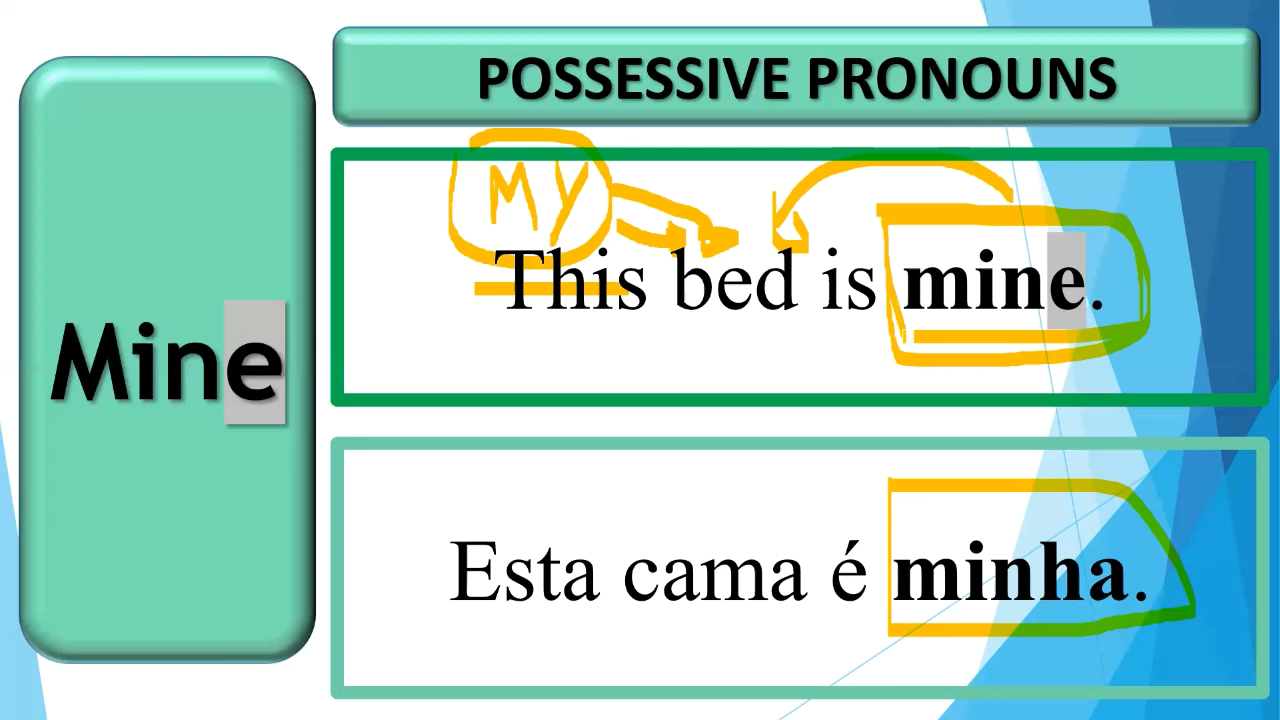 POSSESSIVE PRONOUNS
MY
This bed is mine.
Mine
Esta cama é minha.